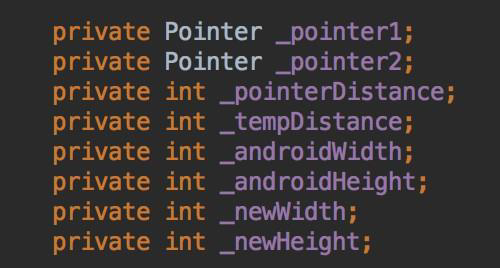 private Pointer _pointer1;
private Pointer _pointer2;
private int _pointerDistance;
private int _tempDistance;
private int _androidWidth;
private int _androidHeight;
private int _newWidth;
private int _newHeight;